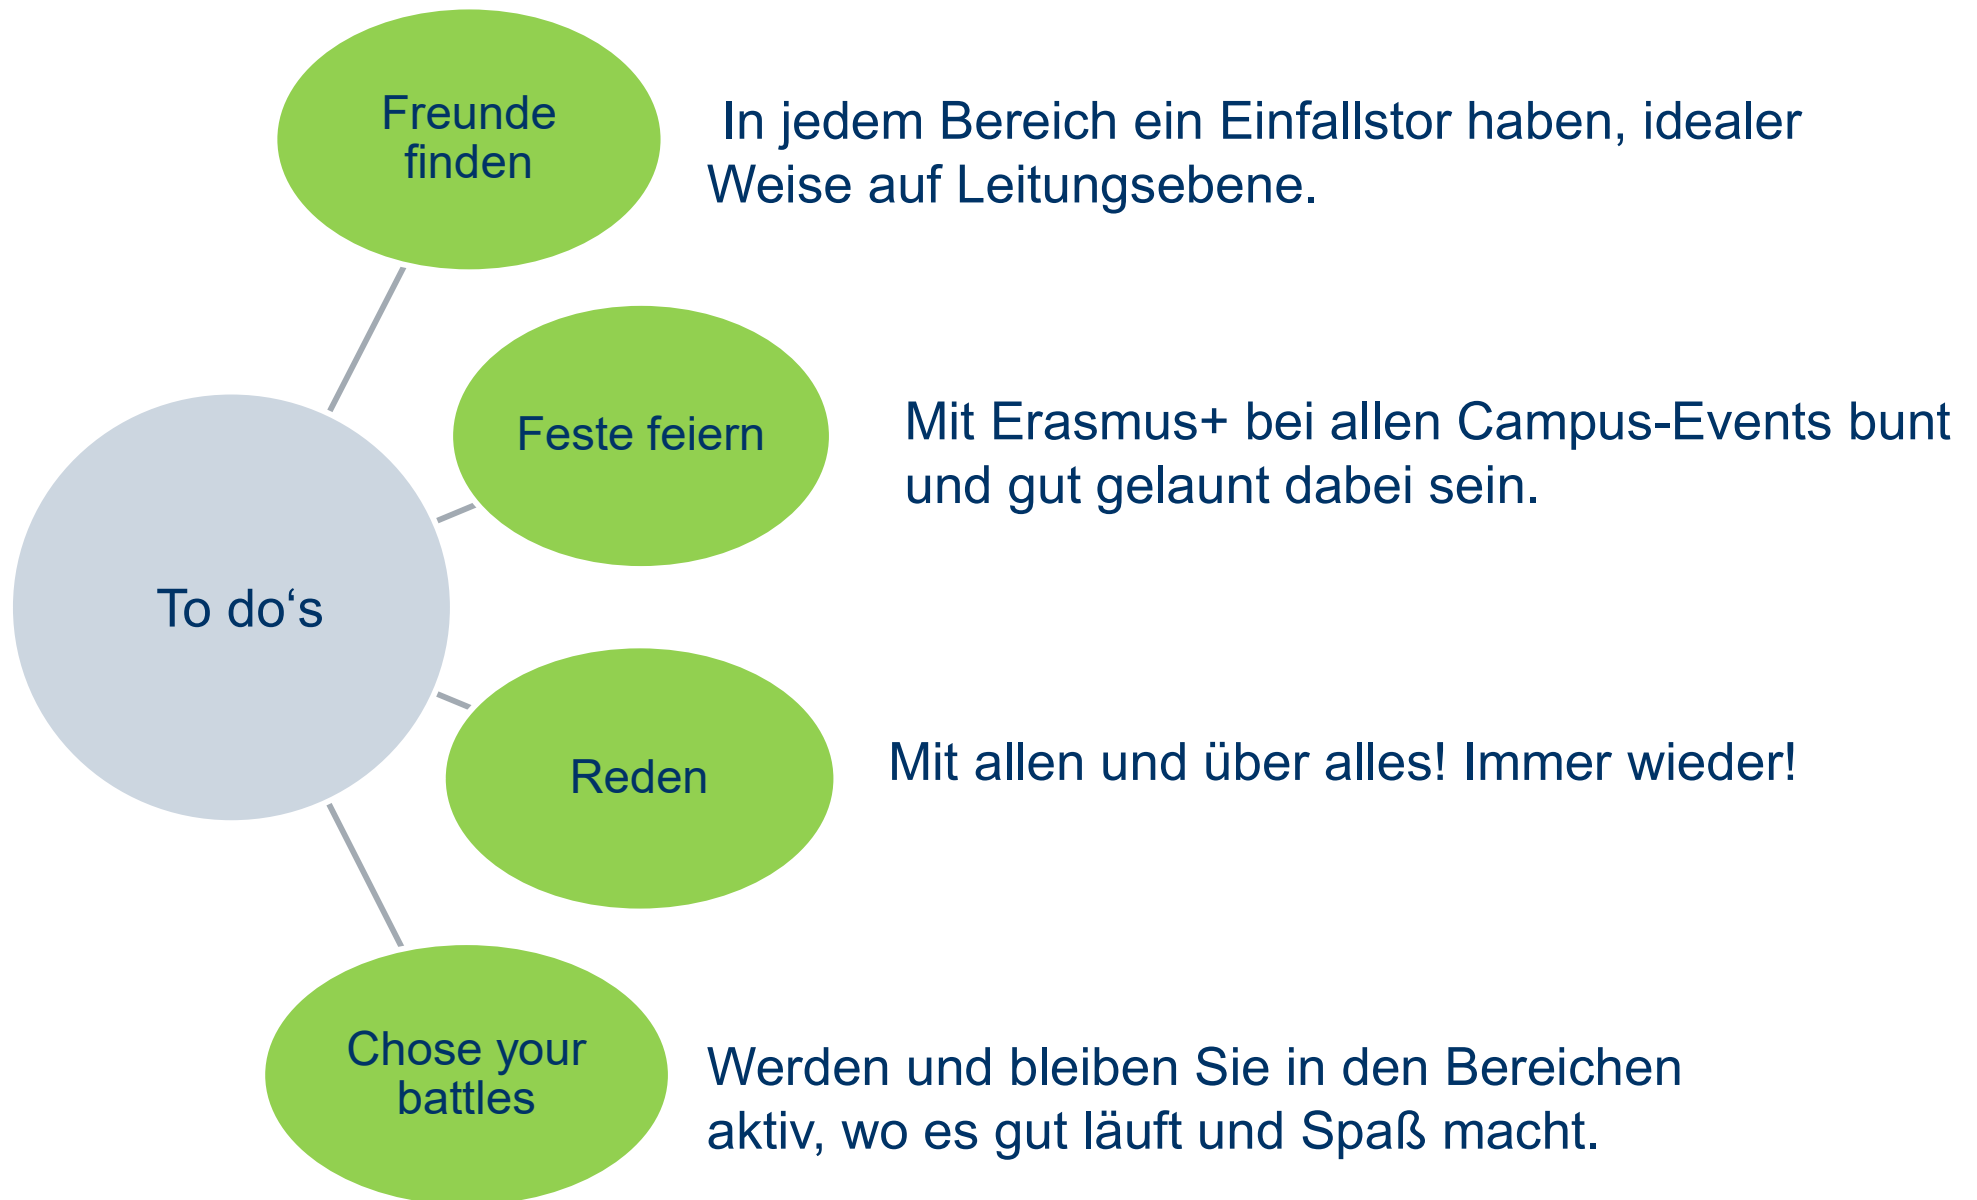 Freunde
finden
In jedem Bereich ein Einfallstor haben, idealer
Weise auf Leitungsebene.
Feste feiern
Mit Erasmus+ bei allen Campus-Events bunt
und gut gelaunt dabei sein.
To do‘s
Reden
Mit allen und über alles! Immer wieder!
Chose your
battles
Werden und bleiben Sie in den Bereichen
aktiv, wo es gut läuft und Spaß macht.